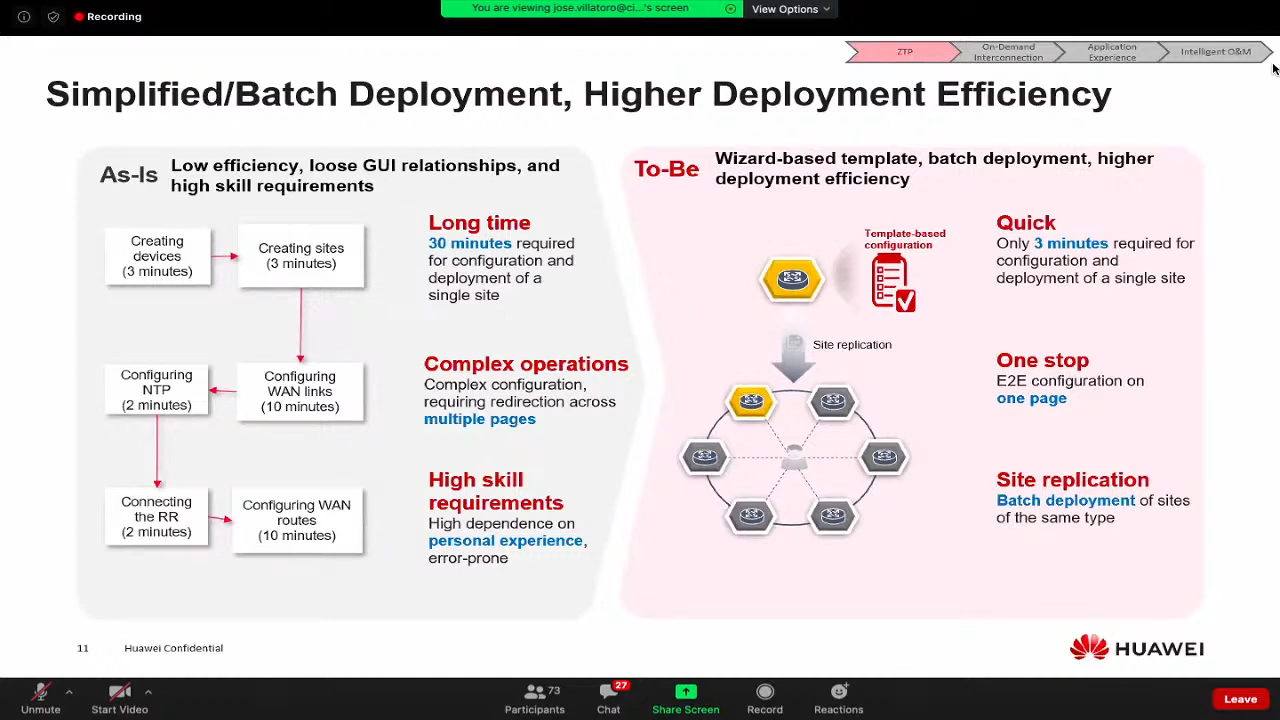 Recording
You are viewing jose.villatoro@ci...'s screen
View Options
ZTP
On-Demand
Interconnection
Application
Experience
Intelligent O&M
Simplified/Batch Deployment, Higher Deployment Efficiency
As-Is
Low efficiency, loose GUI relationships, and
high skill requirements
Creating
devices
(3 minutes)
Creating sites
(3 minutes)
Configuring
NTP
(2 minutes)
Configuring
WAN links
(10 minutes)
Connecting
the RR
(2 minutes)
Configuring WAN
routes
(10 minutes)
Long time
30 minutes required
for configuration and
deployment of a
single site
Complex operations
Complex configuration,
requiring redirection across
multiple pages
High skill
requirements
High dependence on
personal experience,
error-prone
To-Be
Wizard-based template, batch deployment, higher
deployment efficiency
Template-based
configuration
Site replication
Quick
Only 3 minutes required for
configuration and
deployment of a single site
One stop
E2E configuration on
one page
Site replication
Batch deployment of sites
of the same type
11
Huawei Confidential
HUAWEI
Unmute
Start Video
73
Participants
27
Chat
Share Screen
Record
Reactions
Leave